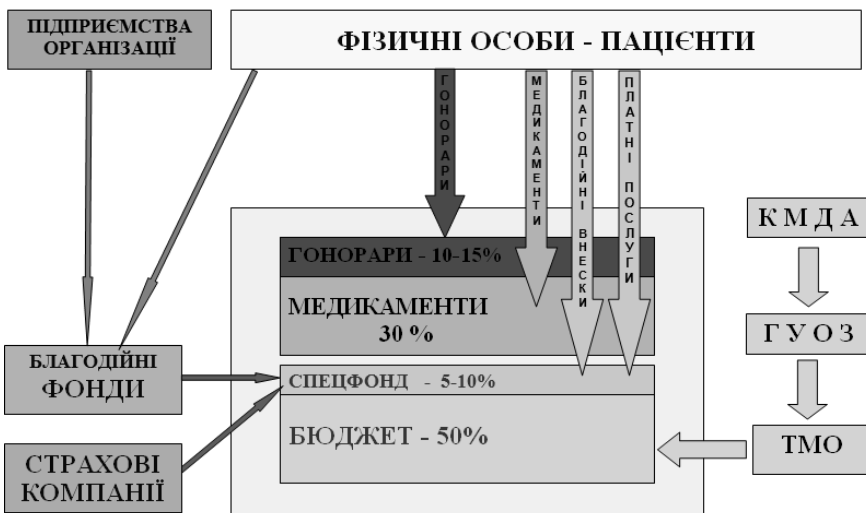 ПІДПРИЄМСТВА
ОРГАНІЗАЦІЇ
ФІЗИЧНІ ОСОБИ - ПАЦІЄНТИ
ГОНОРАРИ
МЕДИКАМЕНТИ
БЛАГОДІЙНІ ВНЕСКИ
ПЛАТНІ ПОСЛУГИ
КМДА
ГОНОРАРИ - 10-15%
МЕДИКАМЕНТИ
30 %
ГУОЗ
БЛАГОДІЙНІ
ФОНДИ
СПЕЦФОНД - 5-10%
БЮДЖЕТ - 50%
ТМО
СТРАХОВІ
КОМПАНІЇ